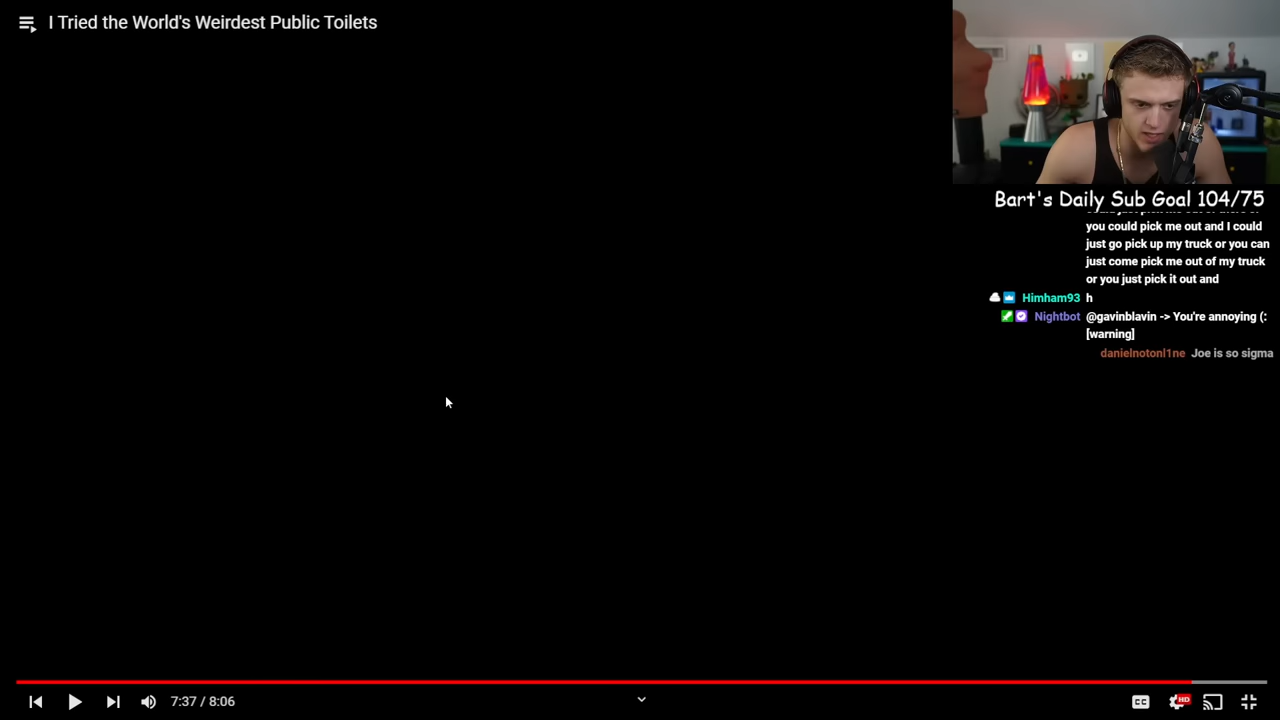 I Tried the World's Weirdest Public Toilets
Bart's Daily Sub Goal 104/75
you could pick me out and I could
just go pick up my truck or you can
just come pick me out of my truck
or you just pick it out and
Himham93 h
Nightbot @gavinblavin -> You're annoying (:
[warning]
danielnotonl1ne Joe is so sigma
7:37 / 8:06
CC
HD